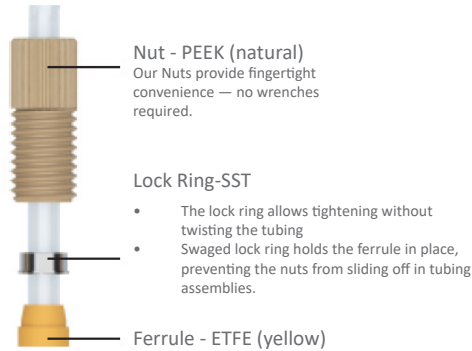 Nut - PEEK (natural)
Our Nuts provide fingertight
convenience — no wrenches
required.
Lock Ring-SST
• The lock ring allows tightening without
twisting the tubing
• Swaged lock ring holds the ferrule in place,
preventing the nuts from sliding off in tubing
assemblies.
Ferrule - ETFE (yellow)